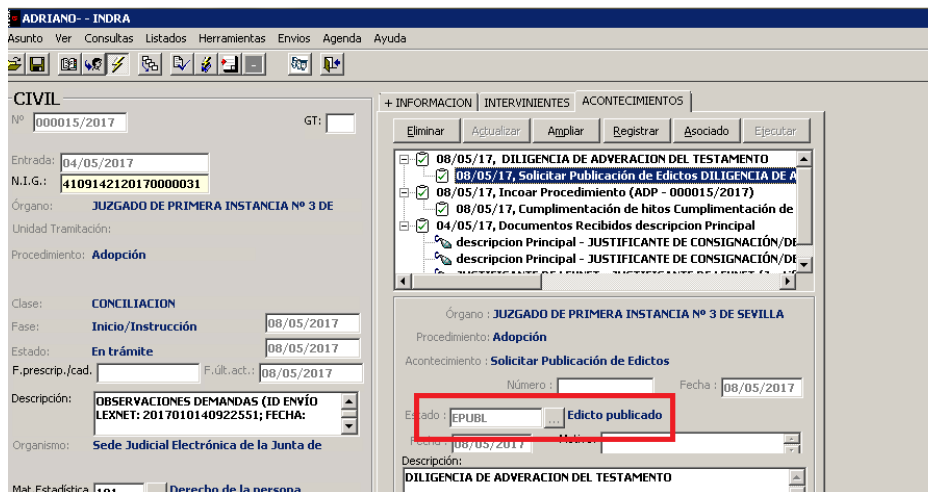 ADRIANO- - INDRA
Asunto Ver Consultas Listados Herramientas Envios Agenda Ayuda
CIVIL
Nº 000015/2017 GT:
Entrada: 04/05/2017
N.I.G.: 4109142120170000031
Órgano: JUZGADO DE PRIMERA INSTANCIA Nº 3 DE
Unidad Tramitación:
Procedimiento: Adopción
Clase: CONCILIACION
Fase: Inicio/Instrucción 08/05/2017
Estado: En trámite 08/05/2017
F.prescrip./cad. F.últ.act.: 08/05/2017
Descripción: OBSERVACIONES DEMANDAS (ID ENVÍO
LEXNET: 2017010140922551; FECHA:
Organismo: Sede Judicial Electrónica de la Junta de
Mat.Estadística 101 ... Derecho de la persona
+ INFORMACION INTERVINIENTES ACONTECIMIENTOS
Eliminar Actualizar Ampliar Registrar Asociado Ejecutar
08/05/17, DILIGENCIA DE ADVERACION DEL TESTAMENTO
08/05/17, Solicitar Publicación de Edictos DILIGENCIA DE A
08/05/17, Incoar Procedimiento (ADP - 000015/2017)
08/05/17, Cumplimentación de hitos Cumplimentación de
04/05/17, Documentos Recibidos descripcion Principal
descripcion Principal - JUSTIFICANTE DE CONSIGNACIÓN/DE
descripcion Principal - JUSTIFICANTE DE CONSIGNACIÓN/DE
Órgano : JUZGADO DE PRIMERA INSTANCIA Nº 3 DE SEVILLA
Procedimiento: Adopción
Acontecimiento : Solicitar Publicación de Edictos
Número : Fecha : 08/05/2017
Estado : EPUBL ... Edicto publicado
Fecha : 08/05/2017 Motivo:
Descripción:
DILIGENCIA DE ADVERACION DEL TESTAMENTO